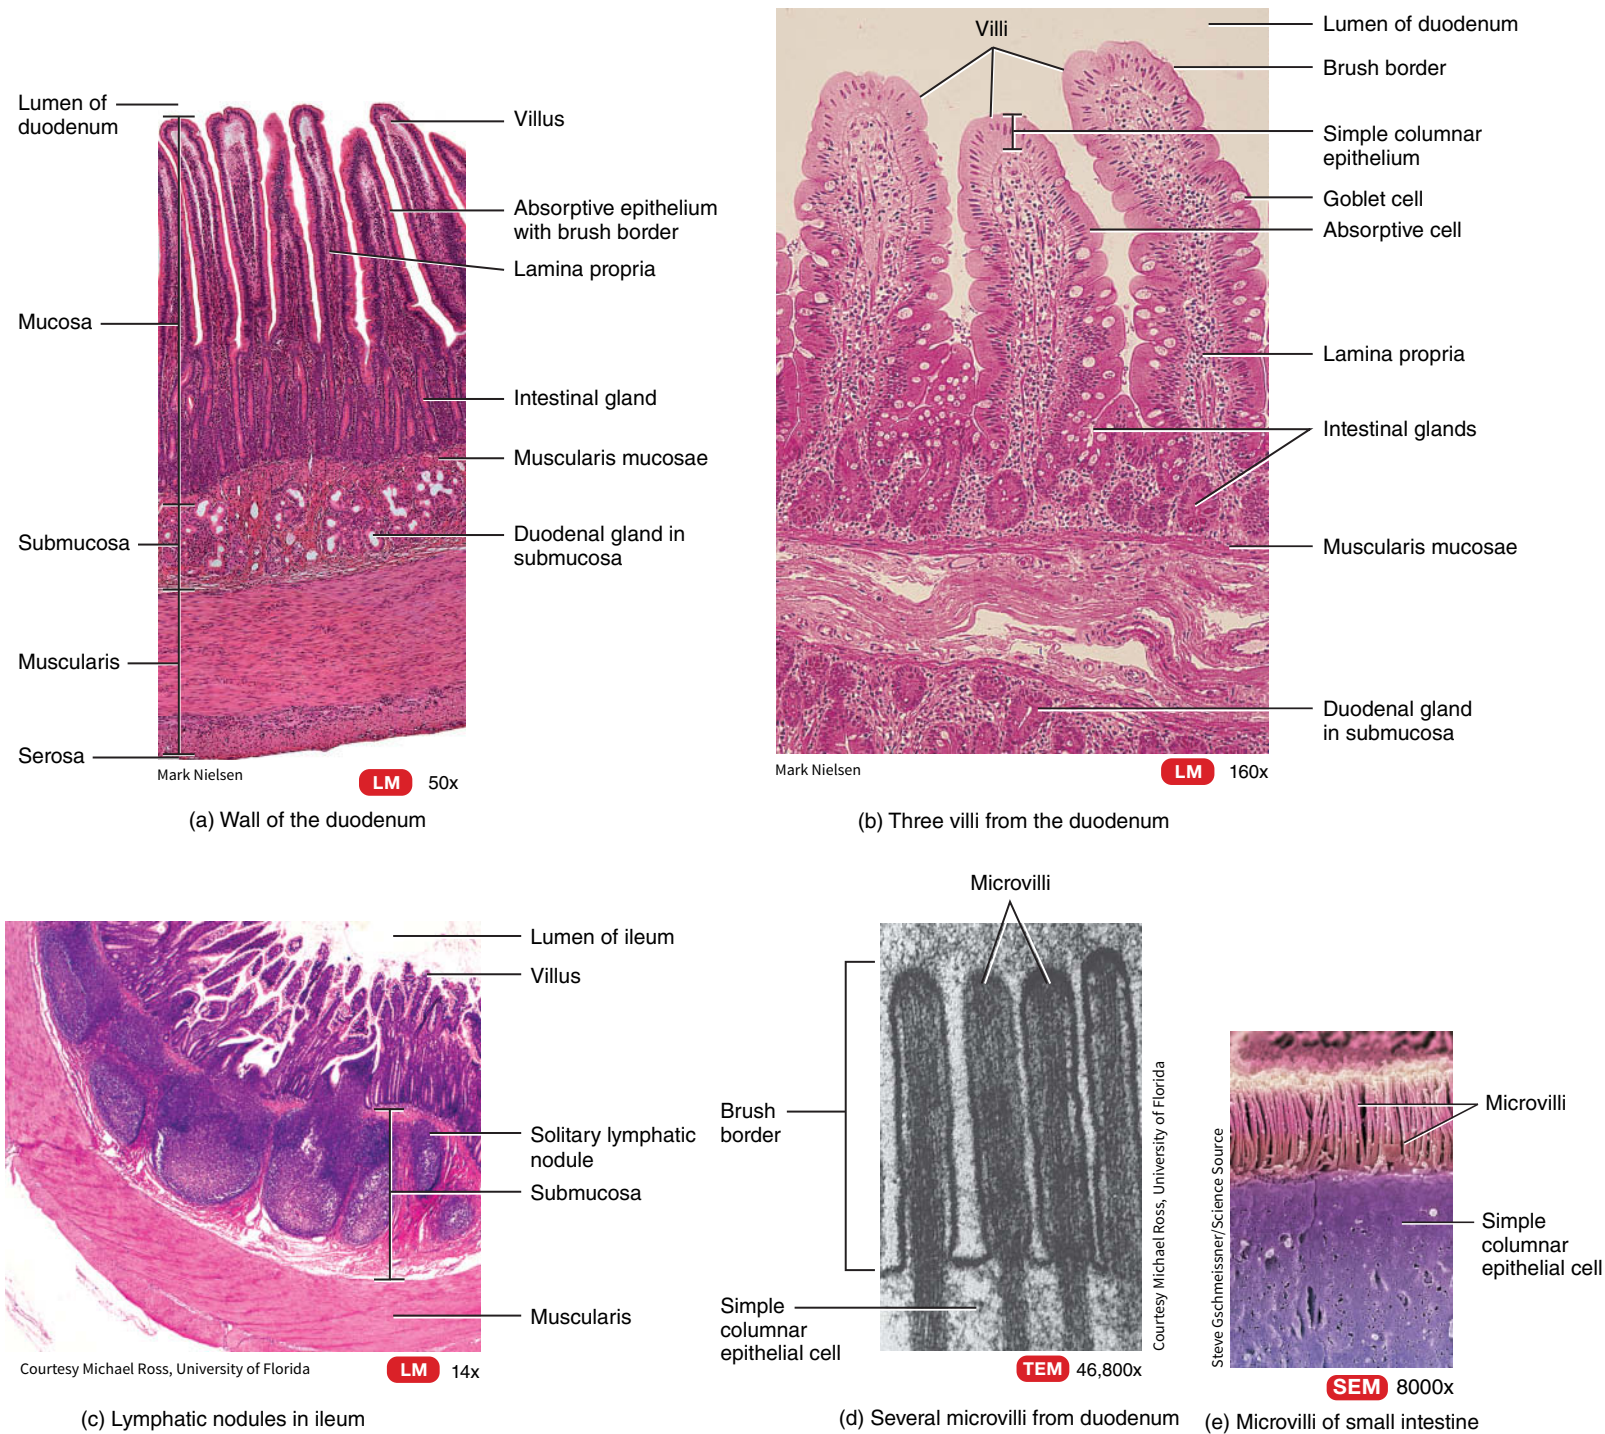 Lumen of
duodenum
Mucosa
Submucosa
Muscularis
Serosa
Villus
Absorptive epithelium
with brush border
Lamina propria
Intestinal gland
Muscularis mucosae
Duodenal gland in
submucosa
Mark Nielsen
LM 50x
(a) Wall of the duodenum
Villi
Lumen of duodenum
Brush border
Simple columnar
epithelium
Goblet cell
Absorptive cell
Lamina propria
Intestinal glands
Muscularis mucosae
Duodenal gland
in submucosa
Mark Nielsen
LM 160x
(b) Three villi from the duodenum
Lumen of ileum
Villus
Solitary lymphatic
nodule
Submucosa
Muscularis
Courtesy Michael Ross, University of Florida
LM 14x
(c) Lymphatic nodules in ileum
Microvilli
Brush
border
Simple
columnar
epithelial cell
Courtesy Michael Ross, University of Florida
TEM 46,800x
(d) Several microvilli from duodenum
Steve Gschmeissner/Science Source
Microvilli
Simple
columnar
epithelial cell
SEM 8000x
(e) Microvilli of small intestine